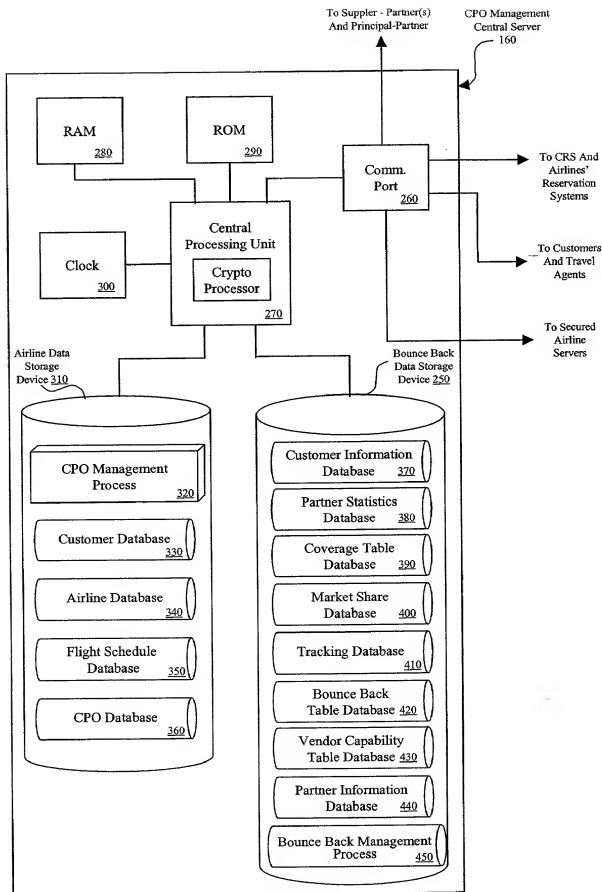 To Suppler - Partner(s)
And Principal-Partner
CPO Management
Central Server
160
RAM
280
ROM
290
Comm.
Port
260
To CRS And
Airlines'
Reservation
Systems
Central
Processing Unit
Crypto
Processor
270
Clock
300
To Customers
And Travel
Agents
To Secured
Airline
Servers
Airline Data
Storage
Device 310
Bounce Back
Data Storage
Device 250
CPO Management
Process
320
Customer Database
330
Airline Database
340
Flight Schedule
Database
350
CPO Database
360
Customer Information
Database 370
Partner Statistics
Database 380
Coverage Table
Database 390
Market Share
Database 400
Tracking Database
410
Bounce Back
Table Database 420
Vendor Capability
Table Database 430
Partner Information
Database 440
Bounce Back Management
Process 450